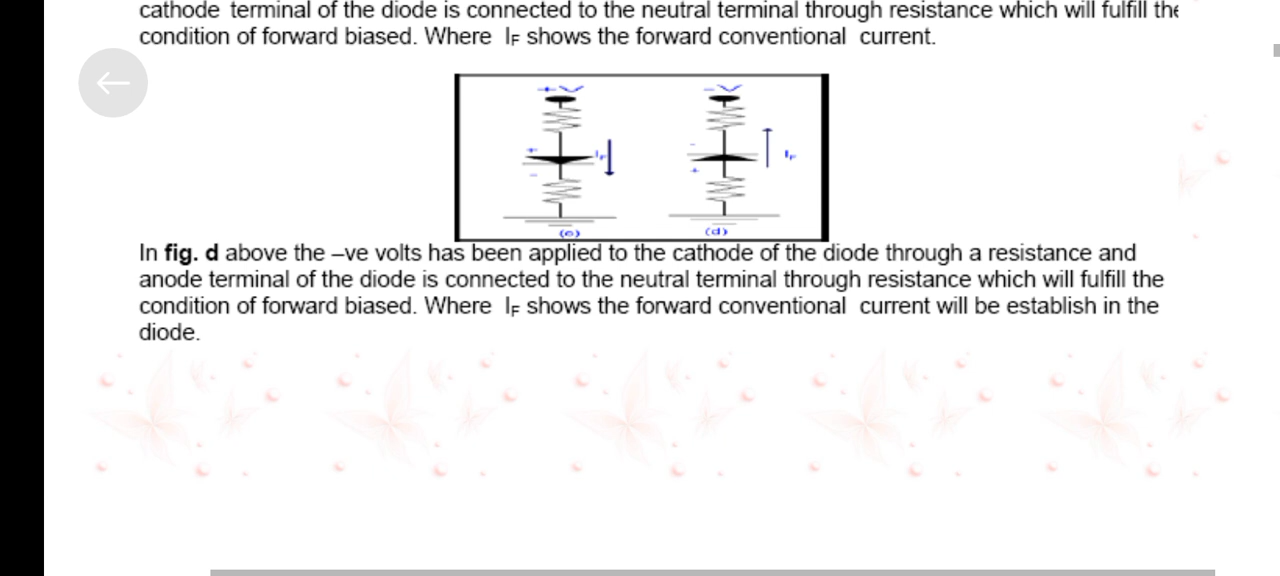 cathode terminal of the diode is connected to the neutral terminal through resistance which will fulfill the
condition of forward biased. Where IF shows the forward conventional current.
+V -V
+ IF - IF
- +
(c) (d)
In fig. d above the –ve volts has been applied to the cathode of the diode through a resistance and
anode terminal of the diode is connected to the neutral terminal through resistance which will fulfill the
condition of forward biased. Where IF shows the forward conventional current will be establish in the
diode.